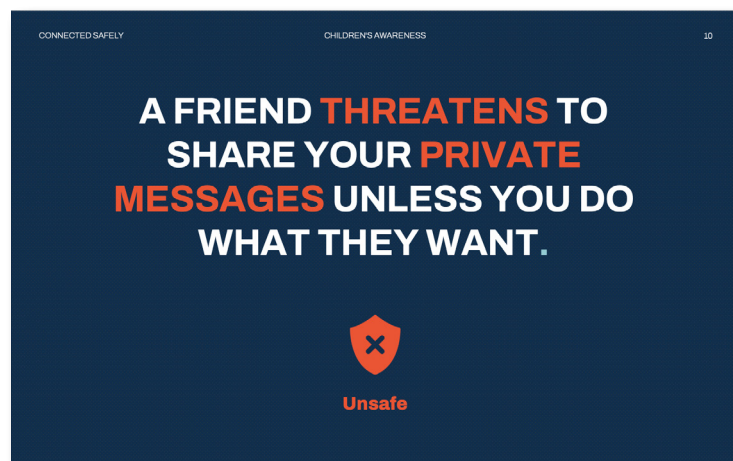 CONNECTED SAFELY
CHILDREN'S AWARENESS
10
A FRIEND THREATENS TO
SHARE YOUR PRIVATE
MESSAGES UNLESS YOU DO
WHAT THEY WANT.
Unsafe